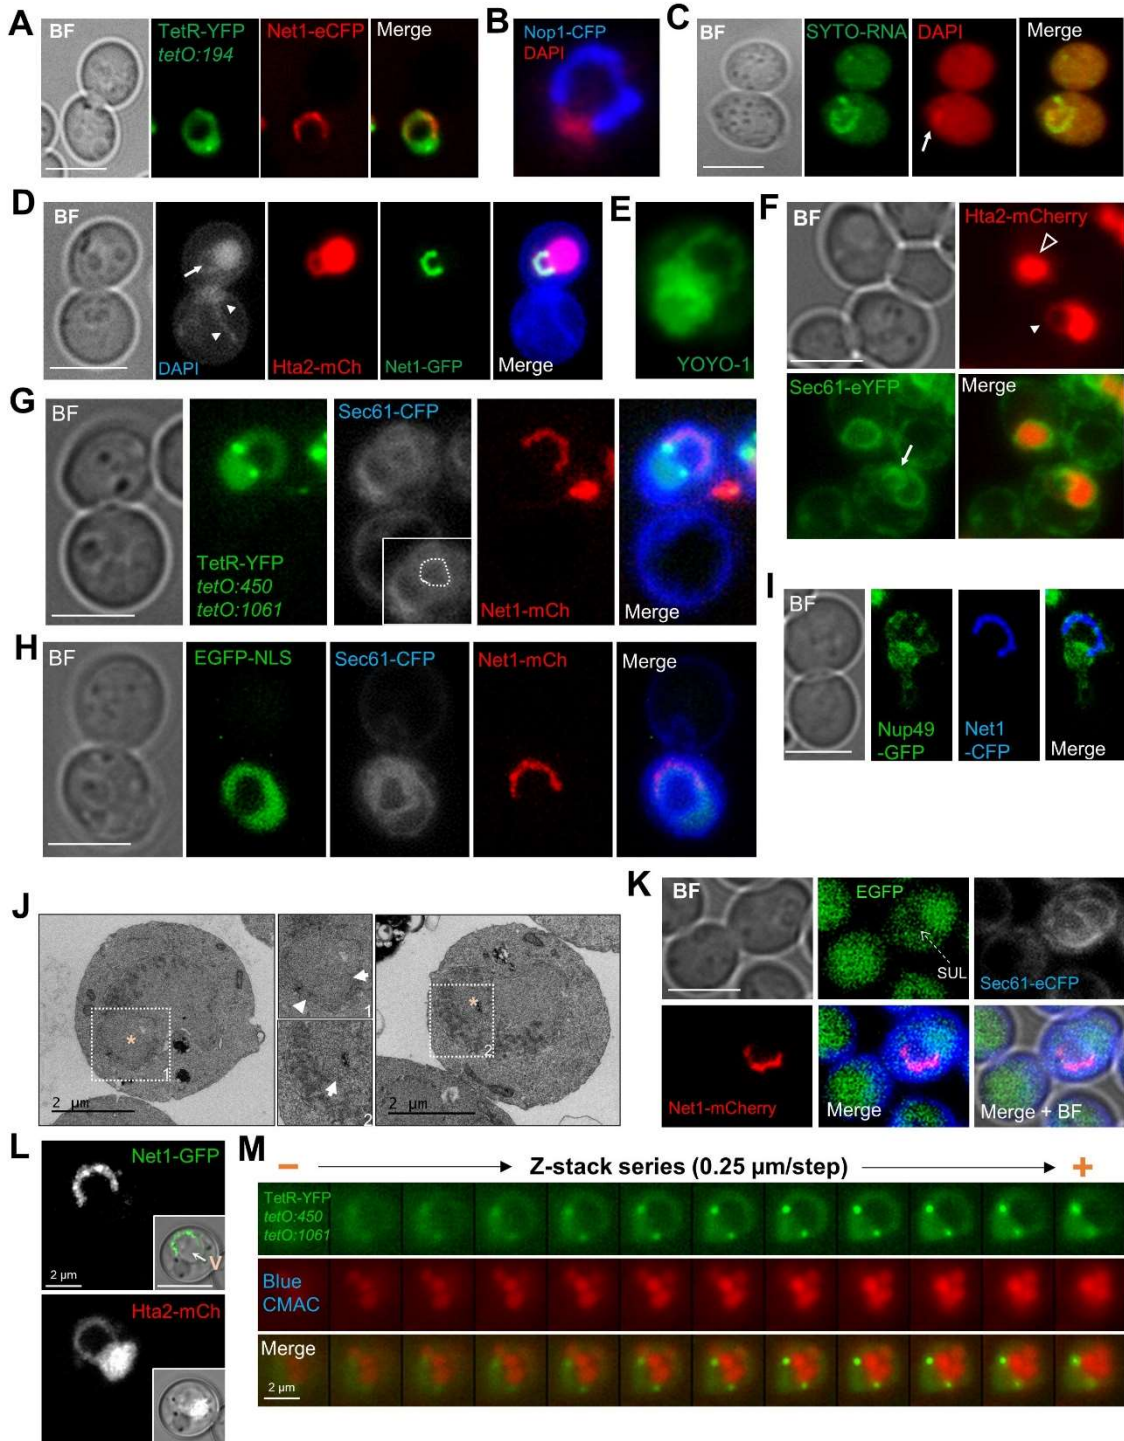 A
BF
TetR-YFP
tetO:194
Net1-eCFP
Merge
B
Nop1-CFP
DAPI
C
BF
SYTO-RNA
DAPI
Merge
D
BF
DAPI
Hta2-mCh
Net1-GFP
Merge
E
YOYO-1
F
BF
Hta2-mCherry
Sec61-eYFP
Merge
G
BF
TetR-YFP
tetO:450
tetO:1061
Sec61-CFP
Net1-mCh
Merge
H
BF
EGFP-NLS
Sec61-CFP
Net1-mCh
Merge
I
BF
Nup49
-GFP
Net1
-CFP
Merge
J
*
1
2 μm
1
2
*
2
2 μm
K
BF
EGFP
SUL
Sec61-eCFP
Net1-mCherry
Merge
Merge + BF
L
Net1-GFP
V
2 μm
Hta2-mCh
M
− Z-stack series (0.25 μm/step) +
TetR-YFP
tetO:450
tetO:1061
Blue
CMAC
Merge
2 μm